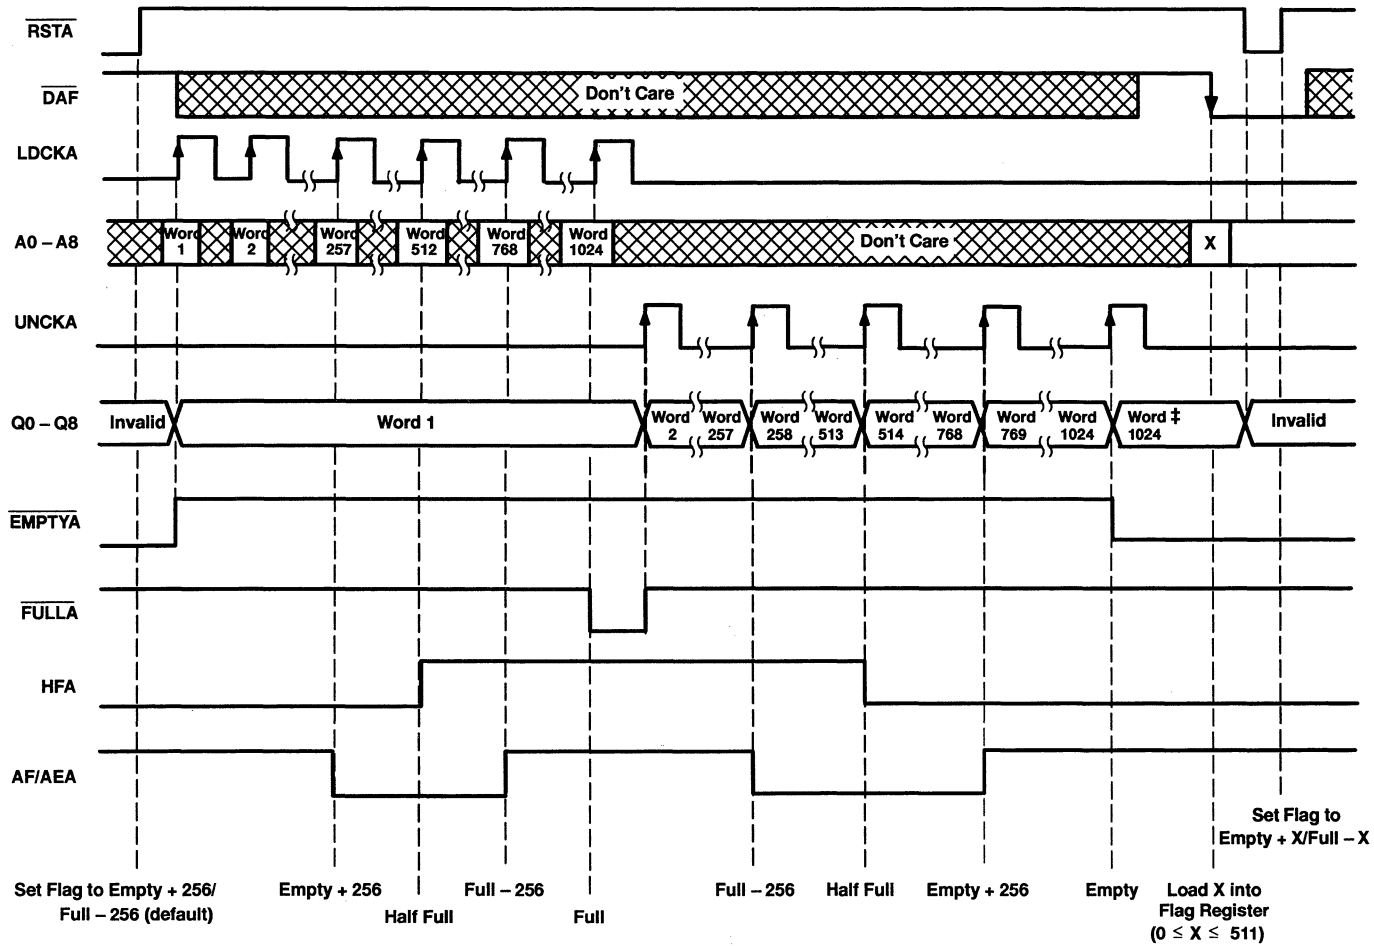 RSTA
DAF
Don't Care
LDCKA
A0 – A8
Word 1
Word 2
Word 257
Word 512
Word 768
Word 1024
Don't Care
X
UNCKA
Q0 – Q8
Invalid
Word 1
Word 2
Word 257
Word 258
Word 513
Word 514
Word 768
Word 769
Word 1024
Word ‡ 1024
Invalid
EMPTYA
FULLA
HFA
AF/AEA
Set Flag to
Empty + X/Full – X
Set Flag to Empty + 256/
Full – 256 (default)
Empty + 256
Half Full
Full – 256
Full
Full – 256
Half Full
Empty + 256
Empty
Load X into
Flag Register
(0 ≤ X ≤ 511)